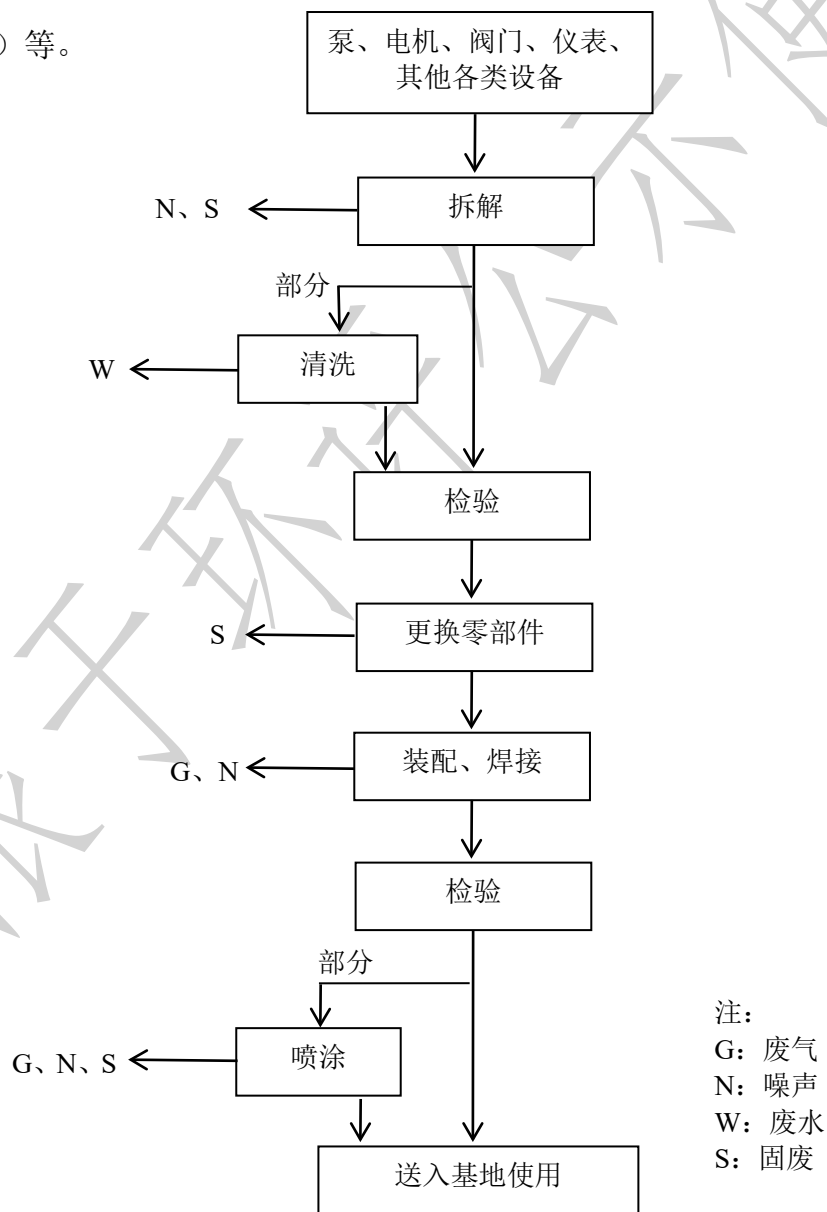 ）等。
泵、电机、阀门、仪表、
其他各类设备
N、S
拆解
部分
W
清洗
检验
S
更换零部件
G、N
装配、焊接
检验
部分
G、N、S
喷涂
送入基地使用
注：
G：废气
N：噪声
W：废水
S：固废